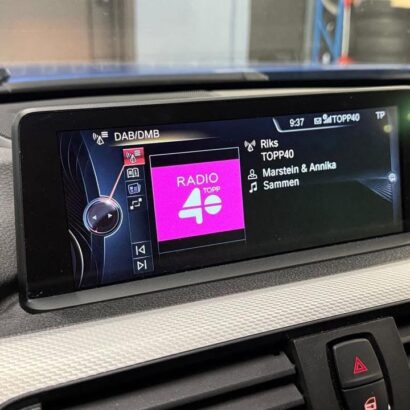 DAB/DMB
9:37
TOPP40
TP
Riks
TOPP40
Marstein & Annika
Sammen
RADIO
TOPP
40